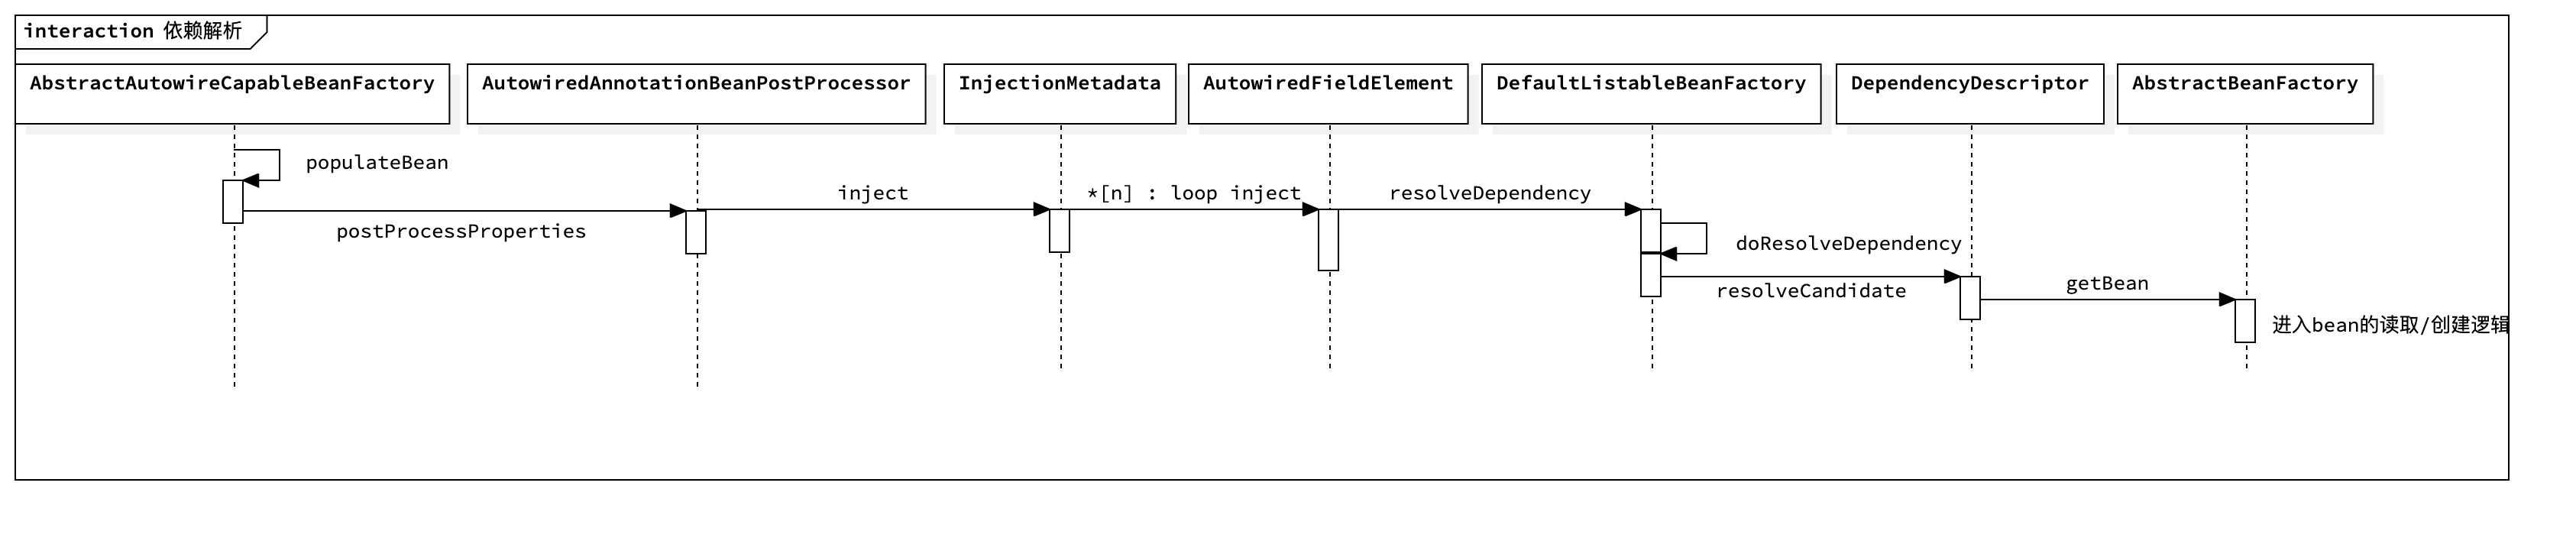 interaction 依赖解析
AbstractAutowireCapableBeanFactory
AutowiredAnnotationBeanPostProcessor
InjectionMetadata
AutowiredFieldElement
DefaultListableBeanFactory
DependencyDescriptor
AbstractBeanFactory
populateBean
postProcessProperties
inject
*[n] : loop inject
resolveDependency
doResolveDependency
resolveCandidate
getBean
进入bean的读取/创建逻辑